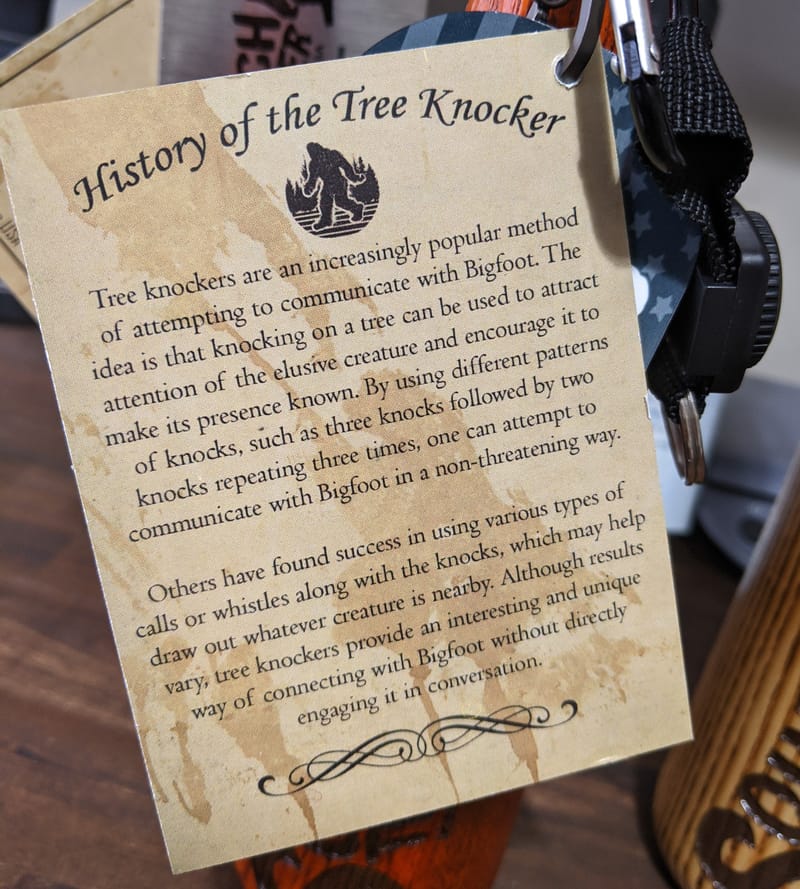 History of the Tree Knocker
Tree knockers are an increasingly popular method
of attempting to communicate with Bigfoot. The
idea is that knocking on a tree can be used to attract
attention of the elusive creature and encourage it to
make its presence known. By using different patterns
of knocks, such as three knocks followed by two
knocks repeating three times, one can attempt to
communicate with Bigfoot in a non-threatening way.
Others have found success in using various types of
calls or whistles along with the knocks, which may help
draw out whatever creature is nearby. Although results
vary, tree knockers provide an interesting and unique
way of connecting with Bigfoot without directly
engaging it in conversation.